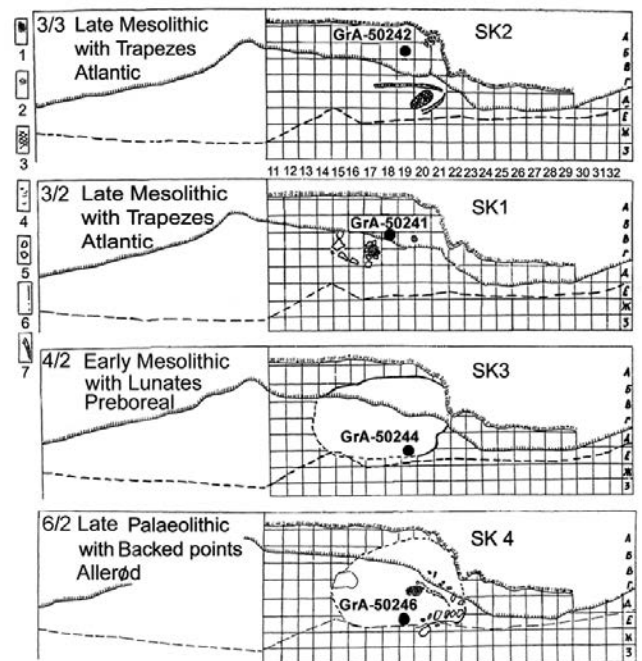 3/3 Late Mesolithic
with Trapezes
Atlantic
GrA-50242
SK2
А
Б
В
Г
Д
Е
Ж
З
1
2
3
11 12 13 14 15 16 17 18 19 20 21 22 23 24 25 26 27 28 29 30 31 32
3/2 Late Mesolithic
with Trapezes
Atlantic
GrA-50241
SK1
А
Б
В
Г
Д
Е
Ж
З
4
5
6
7
4/2 Early Mesolithic
with Lunates
Preboreal
GrA-50244
SK3
А
Б
В
Г
Д
Е
Ж
З
6/2 Late Palaeolithic
with Backed points
Allerød
GrA-50246
SK 4
А
Б
В
Г
Д
Е
Ж
З